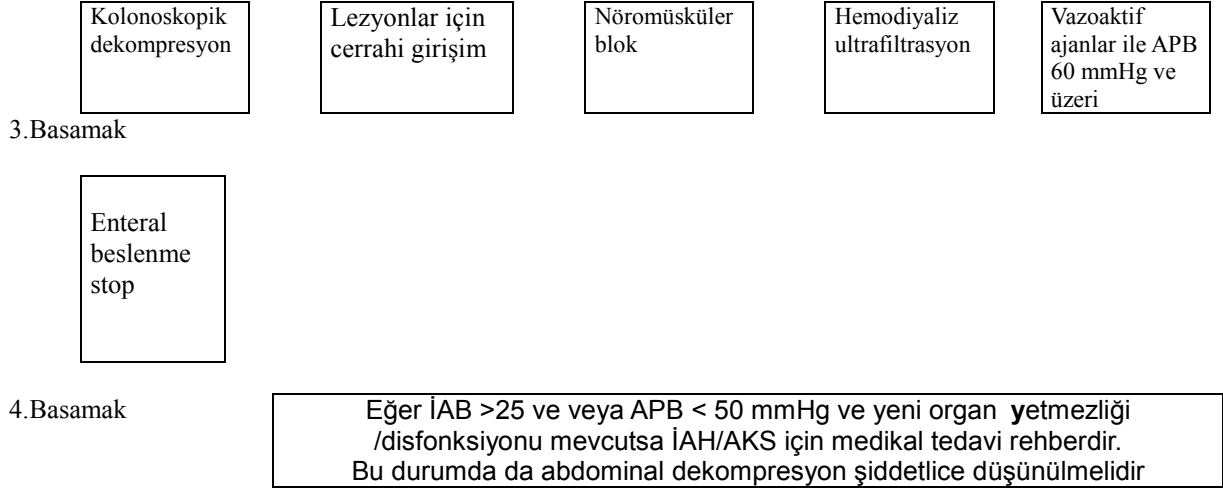 Kolonoskopik
dekompresyon
Lezyonlar için
cerrahi girişim
Nöromüsküler
blok
Hemodiyaliz
ultrafiltrasyon
Vazoaktif
ajanlar ile APB
60 mmHg ve
üzeri
3.Basamak
Enteral
beslenme
stop
4.Basamak
Eğer İAB >25 ve veya APB < 50 mmHg ve yeni organ yetmezliği
/disfonksiyonu mevcutsa İAH/AKS için medikal tedavi rehberdir.
Bu durumda da abdominal dekompresyon şiddetlice düşünülmelidir